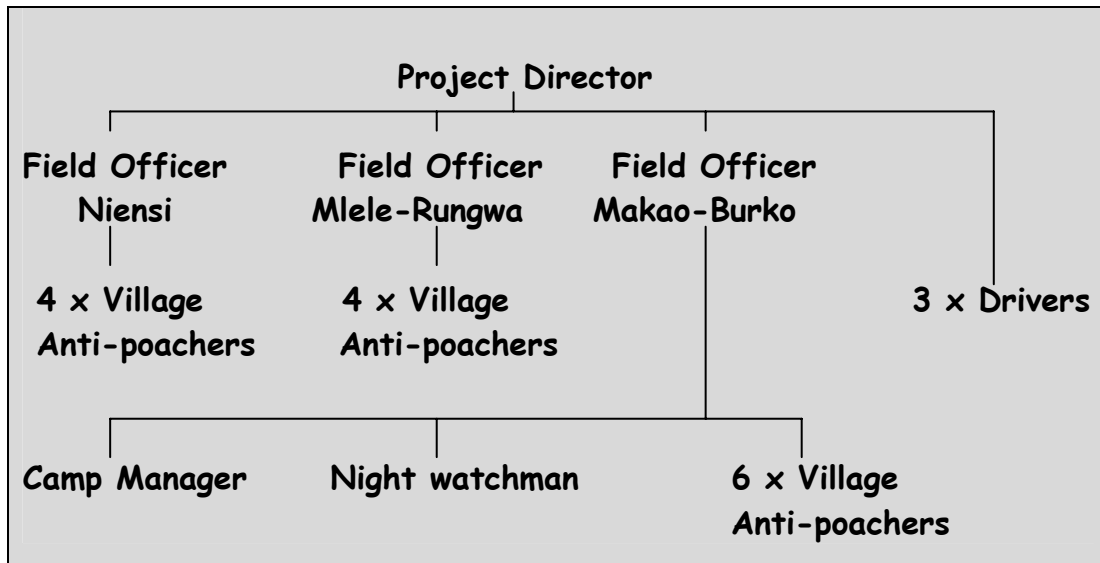 Project Director
Field Officer
Niensi
Field Officer
Mlele-Rungwa
Field Officer
Makao-Burko
4 x Village
Anti-poachers
4 x Village
Anti-poachers
3 x Drivers
Camp Manager
Night watchman
6 x Village
Anti-poachers